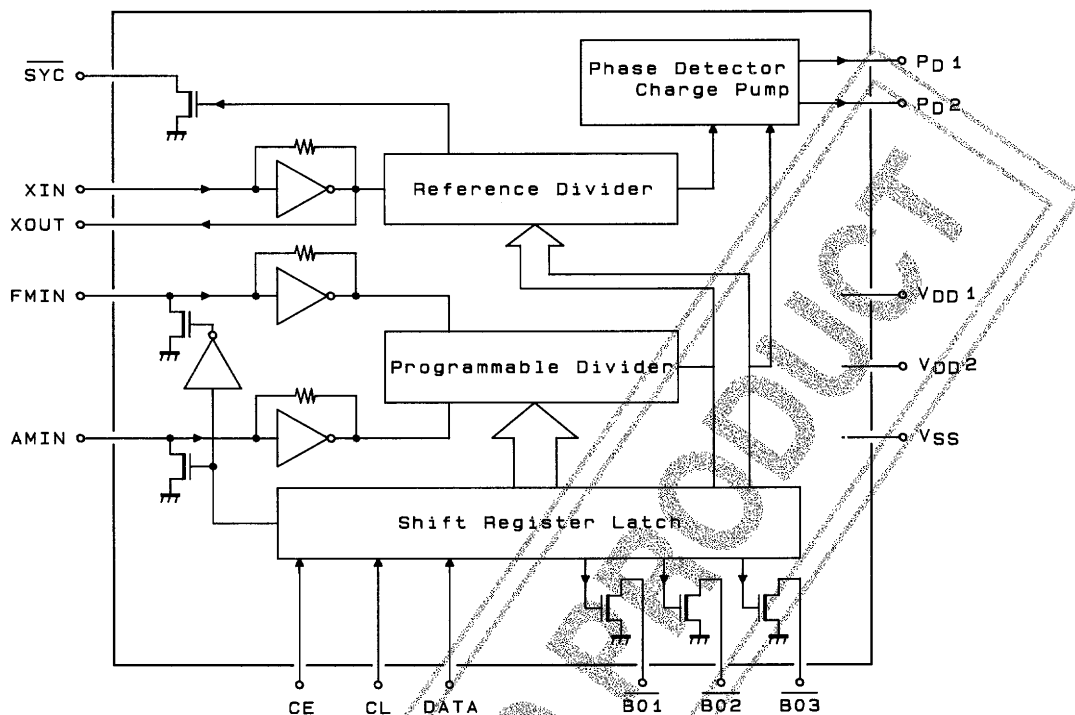 SYC
Phase Detector
Charge Pump
PD1
PD2
XIN
Reference Divider
XOUT
FMIN
VDD1
Programmable Divider
VDD2
AMIN
VSS
Shift Register Latch
CE
CL
DATA
BO1
BO2
BO3
PRODUCT